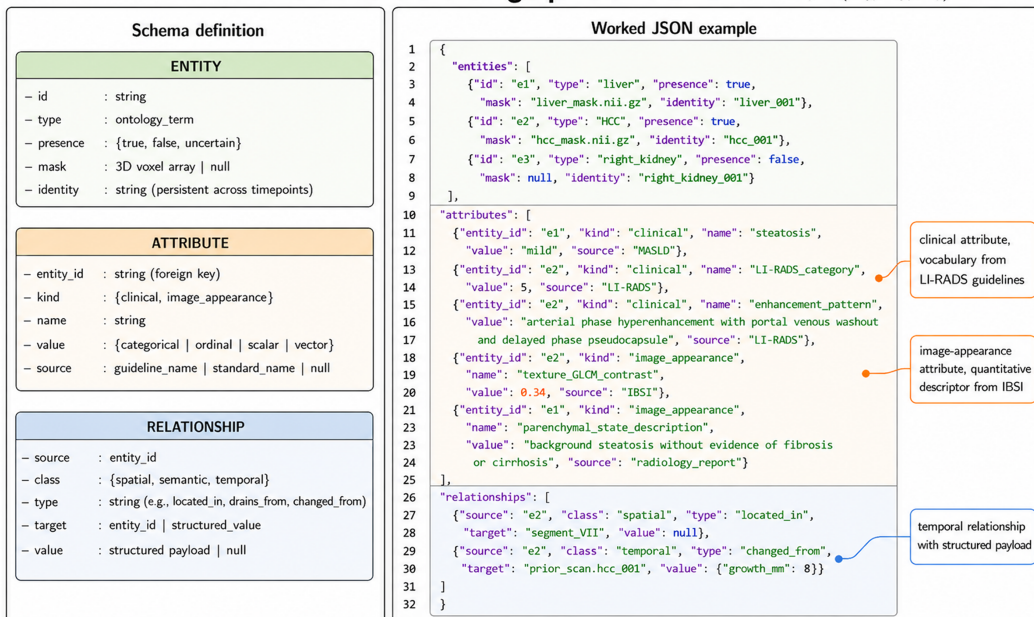 Schema definition
ENTITY
– id : string
– type : ontology_term
– presence : {true, false, uncertain}
– mask : 3D voxel array | null
– identity : string (persistent across timepoints)
ATTRIBUTE
– entity_id : string (foreign key)
– kind : {clinical, image_appearance}
– name : string
– value : {categorical | ordinal | scalar | vector}
– source : guideline_name | standard_name | null
RELATIONSHIP
– source : entity_id
– class : {spatial, semantic, temporal}
– type : string (e.g., located_in, drains_from, changed_from)
– target : entity_id | structured_value
– value : structured payload | null
Worked JSON example
1 {
2 "entities": [
3 {"id": "e1", "type": "liver", "presence": true,
4 "mask": "liver_mask.nii.gz", "identity": "liver_001"},
5 {"id": "e2", "type": "HCC", "presence": true,
6 "mask": "hcc_mask.nii.gz", "identity": "hcc_001"},
7 {"id": "e3", "type": "right_kidney", "presence": false,
8 "mask": null, "identity": "right_kidney_001"}
9 ],
10 "attributes": [
11 {"entity_id": "e1", "kind": "clinical", "name": "steatosis",
12 "value": "mild", "source": "MASLD"},
13 {"entity_id": "e2", "kind": "clinical", "name": "LI-RADS_category",
14 "value": 5, "source": "LI-RADS"},
15 {"entity_id": "e2", "kind": "clinical", "name": "enhancement_pattern",
16 "value": "arterial phase hyperenhancement with portal venous washout
17 and delayed phase pseudocapsule", "source": "LI-RADS"},
18 {"entity_id": "e2", "kind": "image_appearance",
19 "name": "texture_GLCM_contrast",
20 "value": 0.34, "source": "IBSI"},
21 {"entity_id": "e1", "kind": "image_appearance",
23 "name": "parenchymal_state_description",
23 "value": "background steatosis without evidence of fibrosis
24 or cirrhosis", "source": "radiology_report"}
25 ],
26 "relationships": [
27 {"source": "e2", "class": "spatial", "type": "located_in",
28 "target": "segment_VII", "value": null},
29 {"source": "e2", "class": "temporal", "type": "changed_from",
30 "target": "prior_scan.hcc_001", "value": {"growth_mm": 8}}
31 ]
32 }
clinical attribute,
vocabulary from
LI-RADS guidelines
image-appearance
attribute, quantitative
descriptor from IBSI
temporal relationship
with structured payload